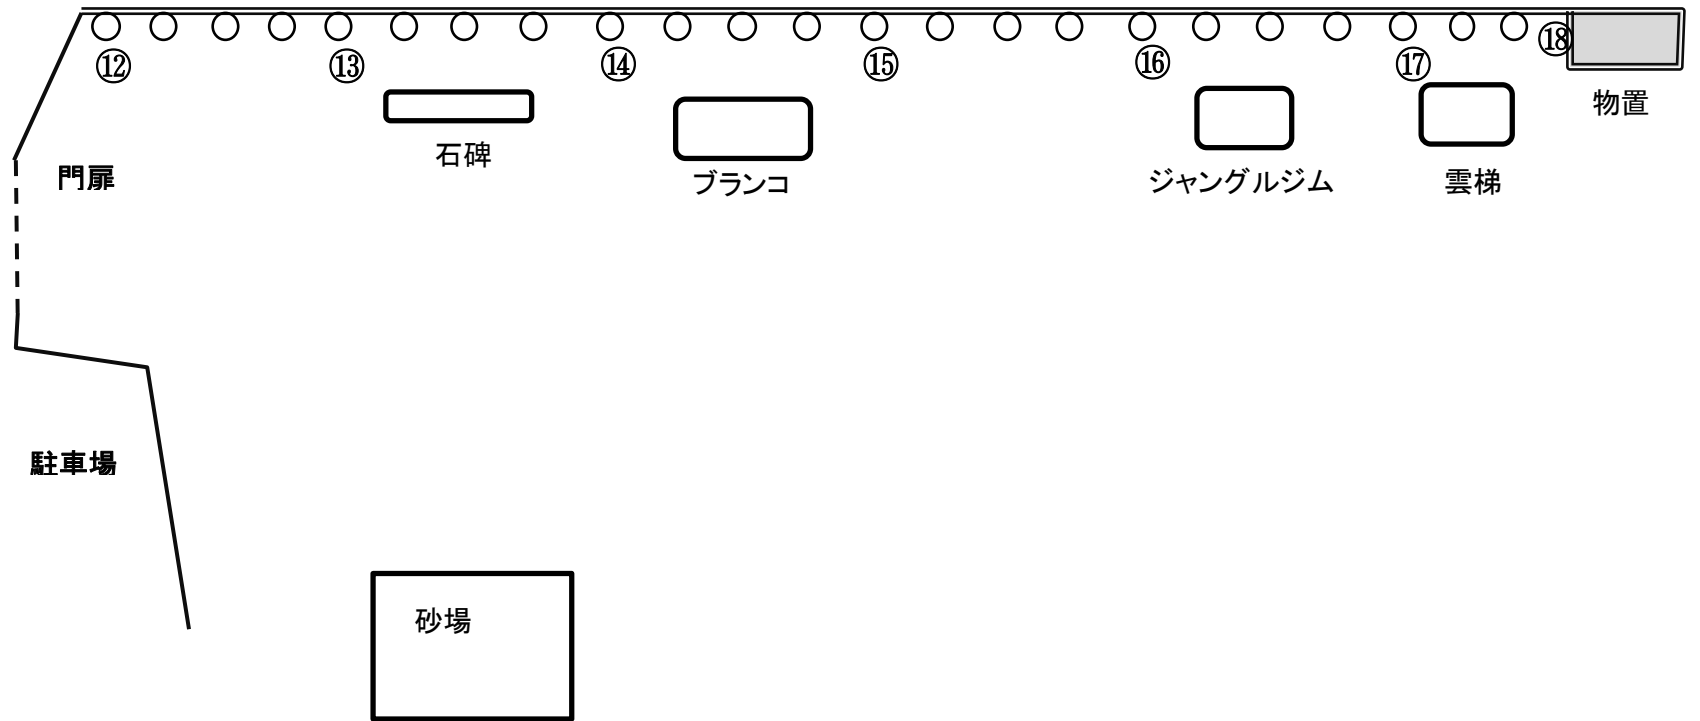 ⑫ ⑬ ⑭ ⑮ ⑯ ⑰ ⑱
物置
石碑
ブランコ
ジャングルジム
雲梯
門扉
駐車場
砂場